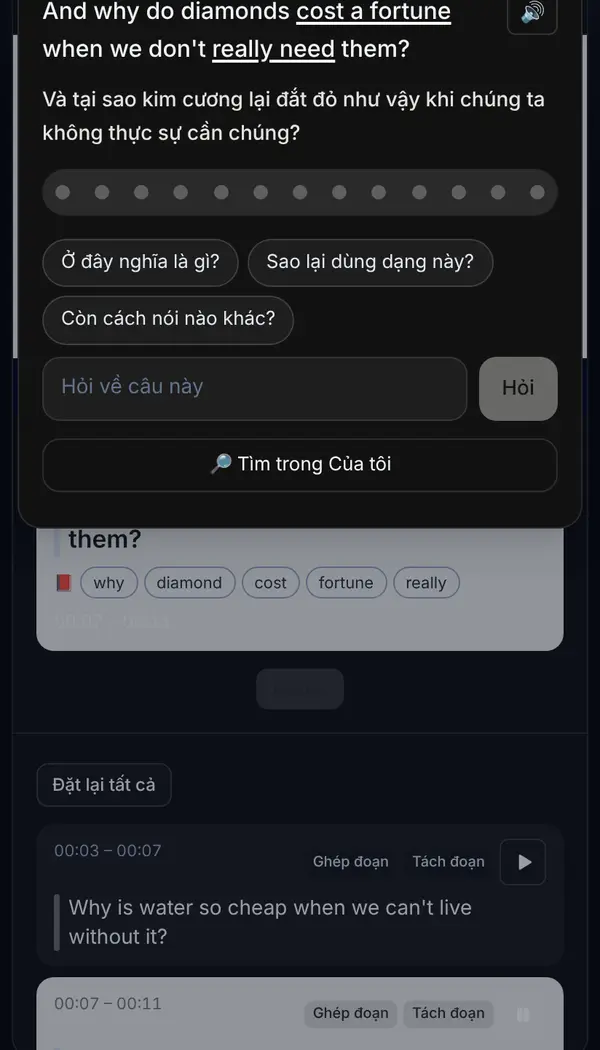 And why do diamonds cost a fortune
when we don't really need them?
Và tại sao kim cương lại đắt đỏ như vậy khi chúng ta
không thực sự cần chúng?
Ở đây nghĩa là gì?
Sao lại dùng dạng này?
Còn cách nói nào khác?
Hỏi về câu này
Hỏi
🔎 Tìm trong Của tôi
them?
why
diamond
cost
fortune
really
Đặt lại tất cả
00:03 – 00:07
Ghép đoạn
Tách đoạn
Why is water so cheap when we can't live
without it?
00:07 – 00:11
Ghép đoạn
Tách đoạn